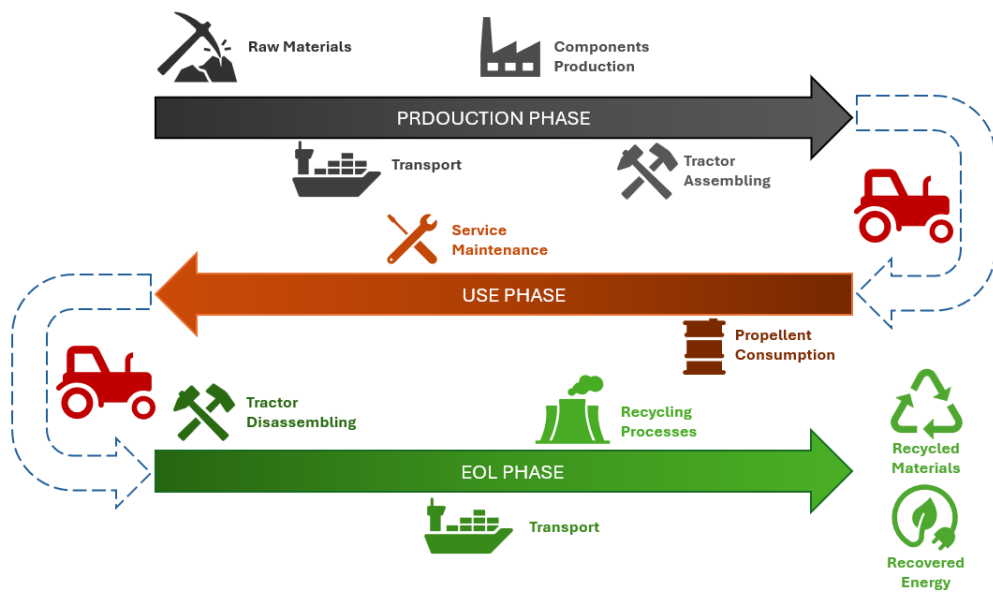 Raw Materials
Components
Production
PRDOUCTION PHASE
Transport
Tractor
Assembling
Service
Maintenance
USE PHASE
Propellent
Consumption
Tractor
Disassembling
Recycling
Processes
Recycled
Materials
EOL PHASE
Transport
Recovered
Energy